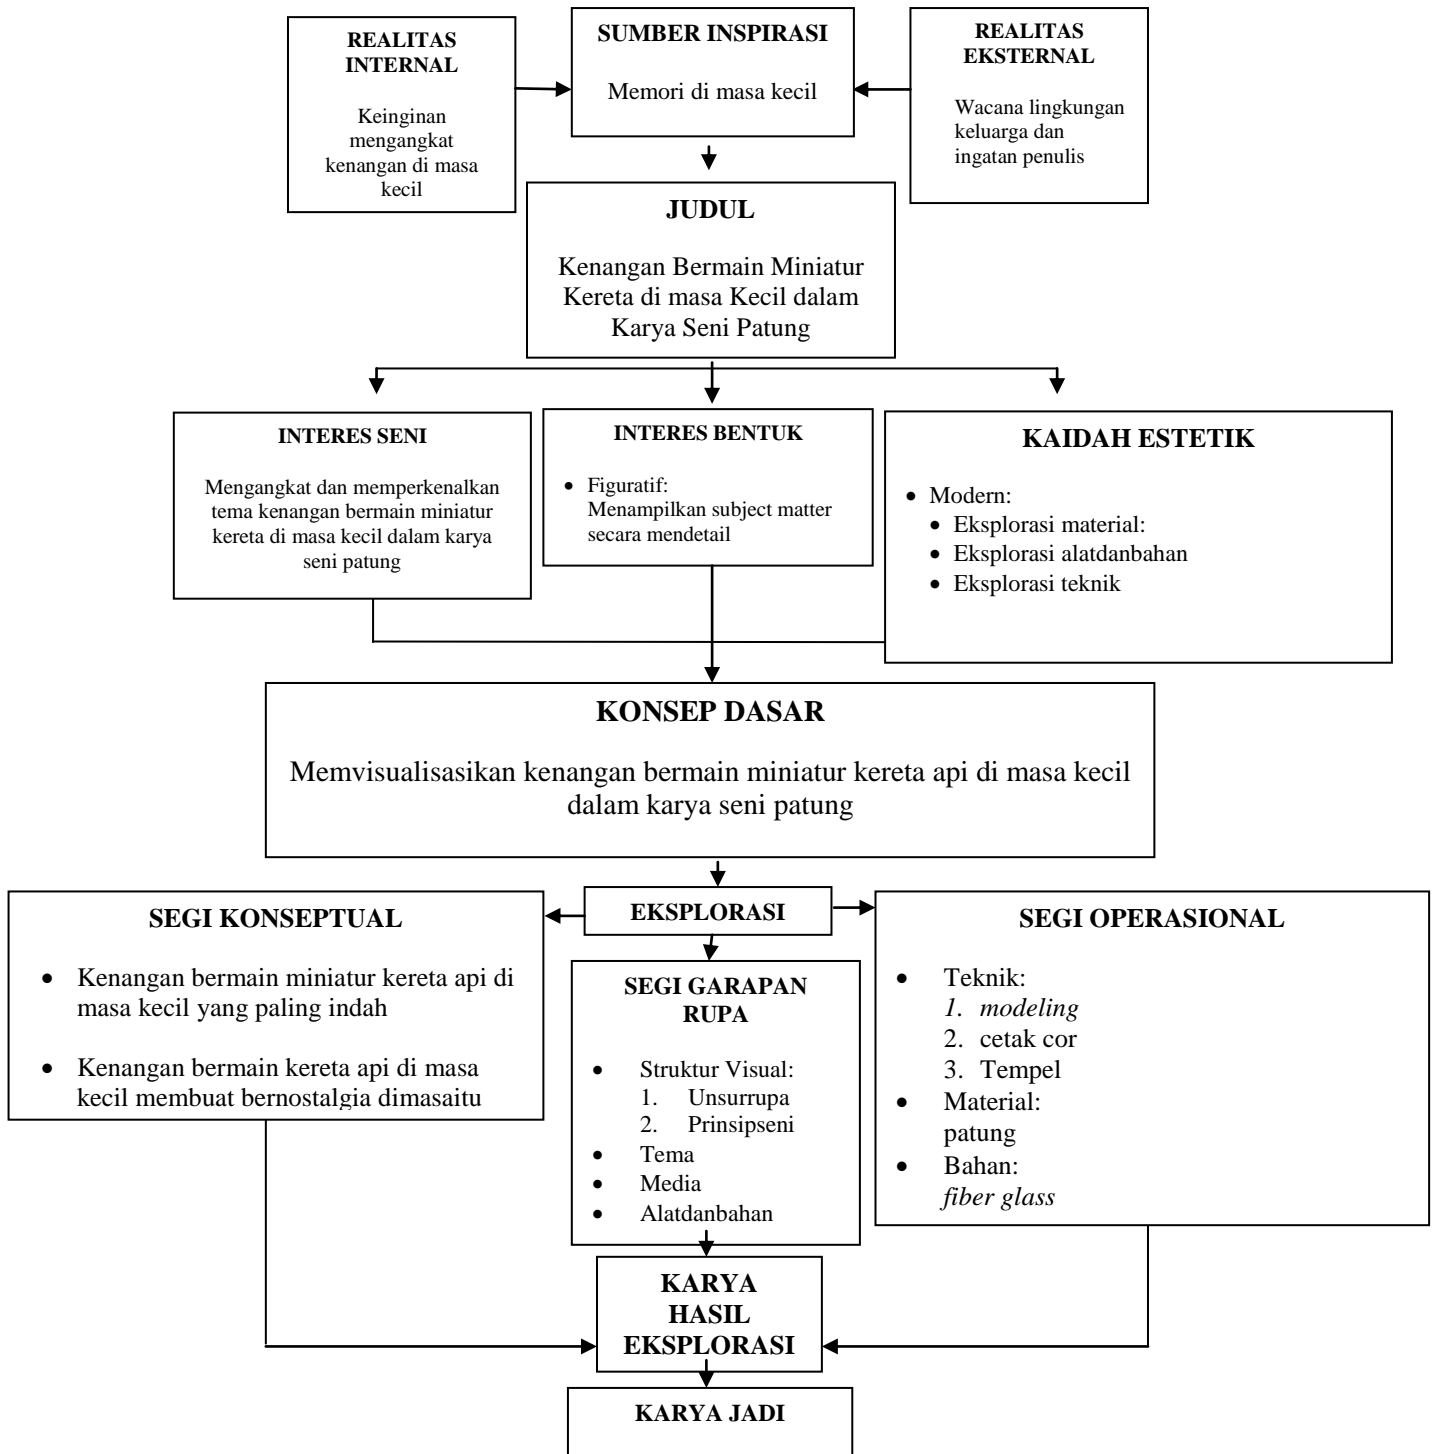 REALITAS
INTERNAL
Keinginan
mengangkat
kenangan di masa
kecil
SUMBER INSPIRASI
Memori di masa kecil
REALITAS
EKSTERNAL
Wacana lingkungan
keluarga dan
ingatan penulis
JUDUL
Kenangan Bermain Miniatur
Kereta di masa Kecil dalam
Karya Seni Patung
INTERES SENI
Mengangkat dan memperkenalkan
tema kenangan bermain miniatur
kereta di masa kecil dalam karya
seni patung
INTERES BENTUK
• Figuratif:
Menampilkan subject matter
secara mendetail
KAIDAH ESTETIK
• Modern:
• Eksplorasi material:
• Eksplorasi alatdanbahan
• Eksplorasi teknik
KONSEP DASAR
Memvisualisasikan kenangan bermain miniatur kereta api di masa kecil
dalam karya seni patung
EKSPLORASI
SEGI KONSEPTUAL
• Kenangan bermain miniatur kereta api di
masa kecil yang paling indah
• Kenangan bermain kereta api di masa
kecil membuat bernostalgia dimasaitu
SEGI GARAPAN
RUPA
• Struktur Visual:
1. Unsurrupa
2. Prinsipseni
• Tema
• Media
• Alatdanbahan
SEGI OPERASIONAL
• Teknik:
1. modeling
2. cetak cor
3. Tempel
• Material:
patung
• Bahan:
fiber glass
KARYA
HASIL
EKSPLORASI
KARYA JADI